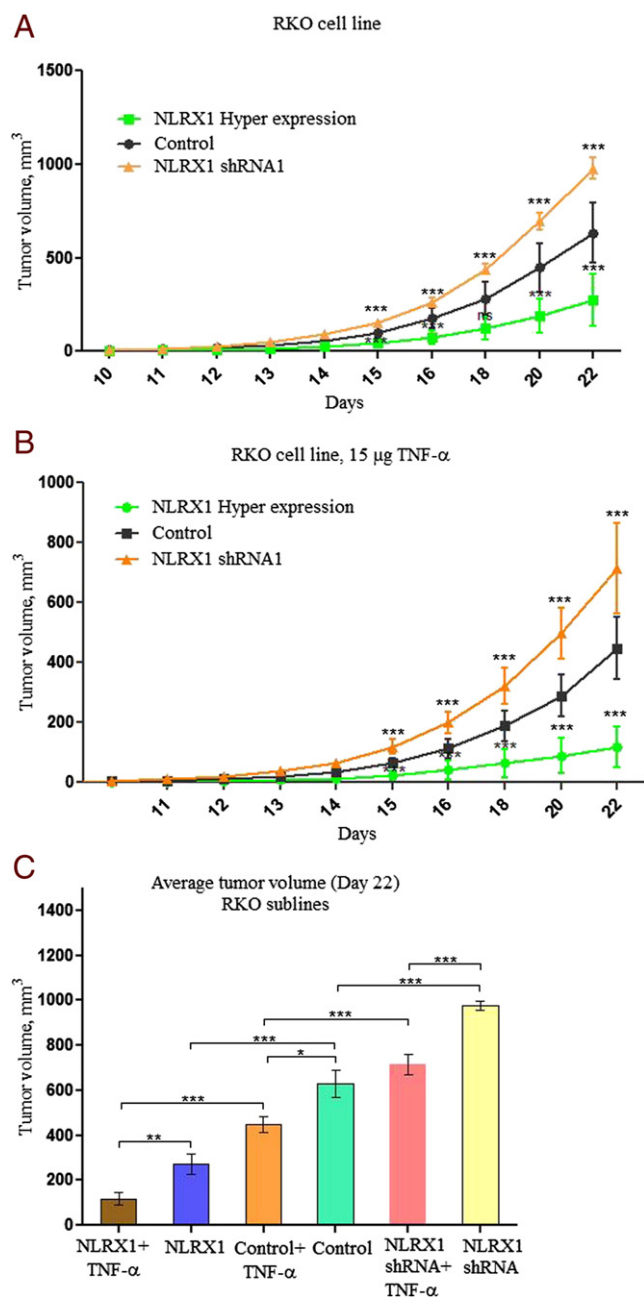 A
RKO cell line
1500
1000
500
0
Tumor volume, mm3
NLRX1 Hyper expression
Control
NLRX1 shRNA1
***
***
***
***
***
***
***
ns
***
***
10 11 12 13 14 15 16 18 20 22
Days
B
RKO cell line, 15 µg TNF-α
1000
800
600
400
200
0
Tumor volume, mm3
NLRX1 Hyper expression
Control
NLRX1 shRNA1
***
***
***
***
***
***
***
***
***
***
11 12 13 14 15 16 18 20 22
Days
C
Average tumor volume (Day 22)
RKO sublines
1400
1200
1000
800
600
400
200
0
Tumor volume, mm3
***
***
***
***
*
***
**
NLRX1+
TNF-α
NLRX1
Control+
TNF-α
Control
NLRX1
shRNA+
TNF-α
NLRX1
shRNA